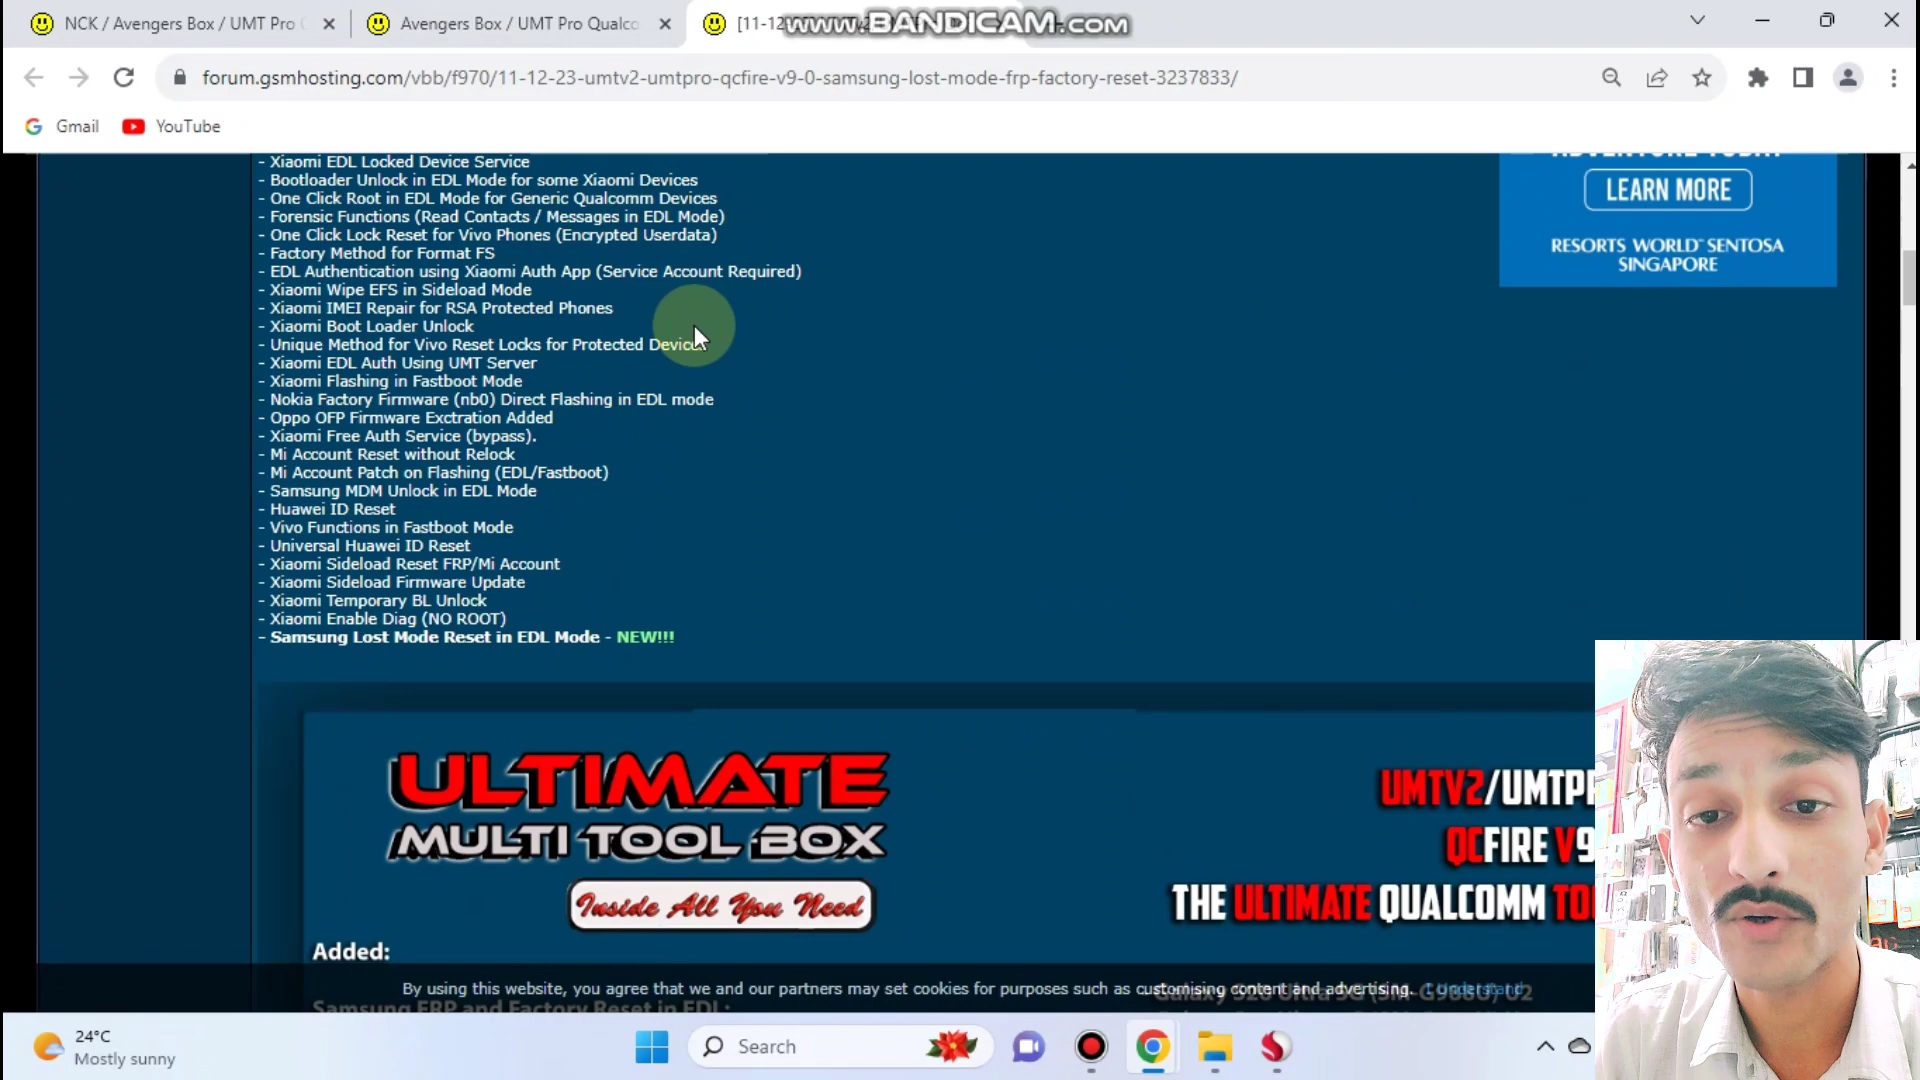 NCK / Avengers Box / UMT Pro
Avengers Box / UMT Pro Qualco
[11-12
www.BANDICAM.com
forum.gsmhosting.com/vbb/f970/11-12-23-umtv2-umtpro-qcfire-v9-0-samsung-lost-mode-frp-factory-reset-3237833/
Gmail
YouTube
- Xiaomi EDL Locked Device Service
- Bootloader Unlock in EDL Mode for some Xiaomi Devices
- One Click Root in EDL Mode for Generic Qualcomm Devices
- Forensic Functions (Read Contacts / Messages in EDL Mode)
- One Click Lock Reset for Vivo Phones (Encrypted Userdata)
- Factory Method for Format FS
- EDL Authentication using Xiaomi Auth App (Service Account Required)
- Xiaomi Wipe EFS in Sideload Mode
- Xiaomi IMEI Repair for RSA Protected Phones
- Xiaomi Boot Loader Unlock
- Unique Method for Vivo Reset Locks for Protected Devices
- Xiaomi EDL Auth Using UMT Server
- Xiaomi Flashing in Fastboot Mode
- Nokia Factory Firmware (nb0) Direct Flashing in EDL mode
- Oppo OFP Firmware Exctration Added
- Xiaomi Free Auth Service (bypass).
- Mi Account Reset without Relock
- Mi Account Patch on Flashing (EDL/Fastboot)
- Samsung MDM Unlock in EDL Mode
- Huawei ID Reset
- Vivo Functions in Fastboot Mode
- Universal Huawei ID Reset
- Xiaomi Sideload Reset FRP/Mi Account
- Xiaomi Sideload Firmware Update
- Xiaomi Temporary BL Unlock
- Xiaomi Enable Diag (NO ROOT)
- Samsung Lost Mode Reset in EDL Mode - NEW!!!
LEARN MORE
RESORTS WORLD SENTOSA
SINGAPORE
ULTIMATE
MULTI TOOL BOX
Inside All You Need
UMTV2/UMTP
QCFIRE V9
THE ULTIMATE QUALCOMM TO
Added:
By using this website, you agree that we and our partners may set cookies for purposes such as customising content and advertising. I Understand
Samsung FRP and Factory Reset in EDL:
24°C
Mostly sunny
Search